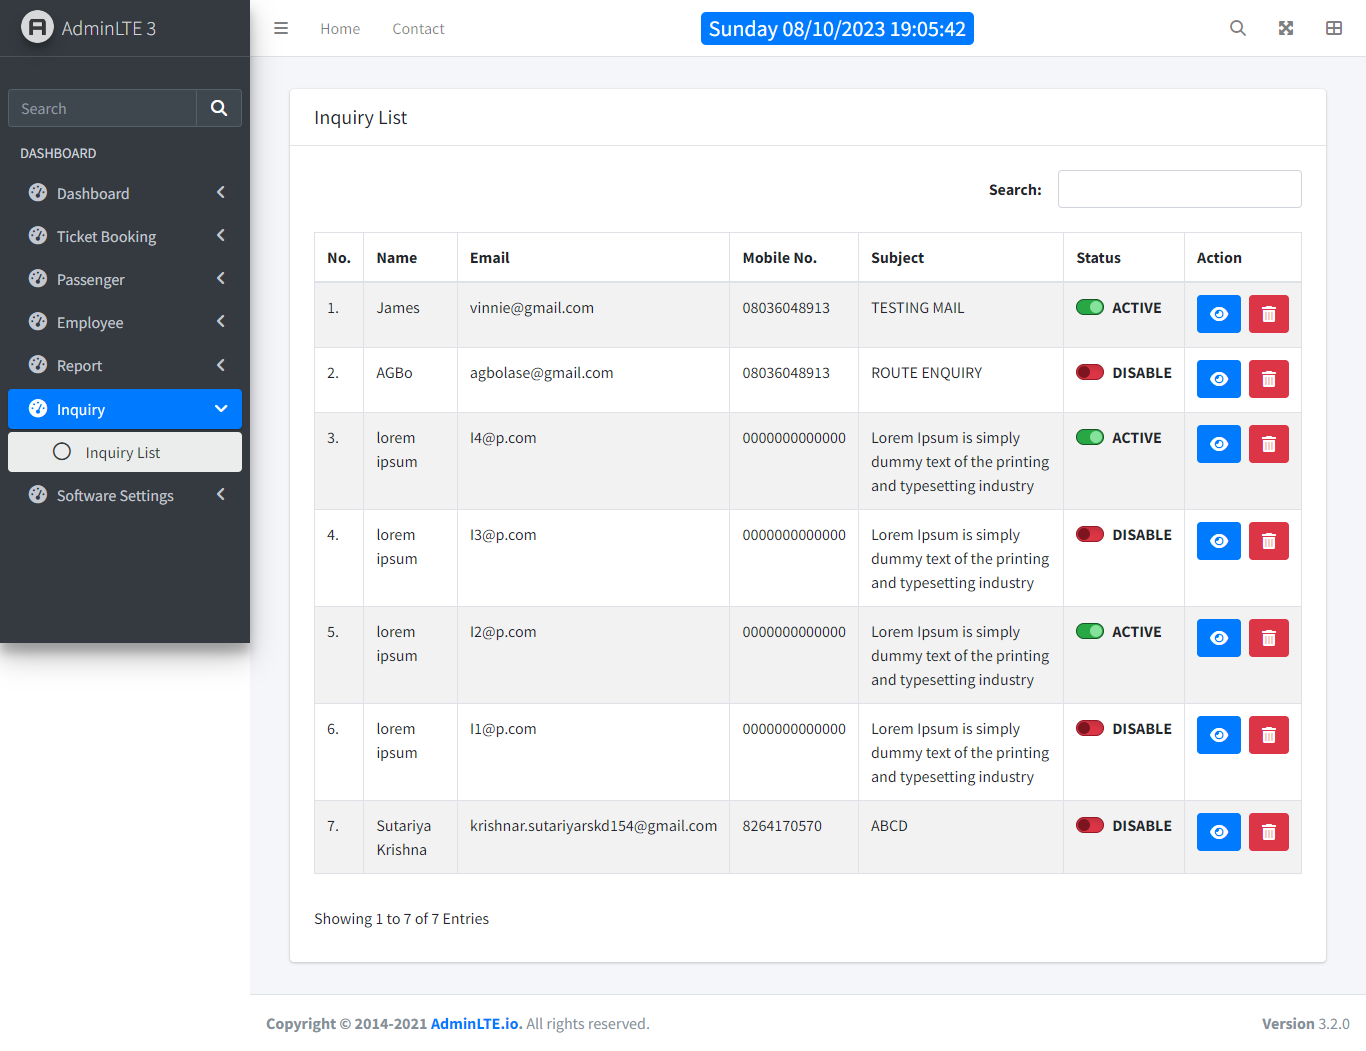 AdminLTE 3
Home Contact
Sunday 08/10/2023 19:05:42
Search
DASHBOARD
Dashboard
Ticket Booking
Passenger
Employee
Report
Inquiry
Inquiry List
Software Settings
Inquiry List
Search:
No. Name Email Mobile No. Subject Status Action
1. James vinnie@gmail.com 08036048913 TESTING MAIL ACTIVE
2. AGBo agbolase@gmail.com 08036048913 ROUTE ENQUIRY DISABLE
3. lorem l4@p.com 0000000000000 Lorem Ipsum is simply ACTIVE
ipsum dummy text of the printing
and typesetting industry
4. lorem l3@p.com 0000000000000 Lorem Ipsum is simply DISABLE
ipsum dummy text of the printing
and typesetting industry
5. lorem l2@p.com 0000000000000 Lorem Ipsum is simply ACTIVE
ipsum dummy text of the printing
and typesetting industry
6. lorem l1@p.com 0000000000000 Lorem Ipsum is simply DISABLE
ipsum dummy text of the printing
and typesetting industry
7. Sutariya krishnar.sutariyarskd154@gmail.com 8264170570 ABCD DISABLE
Krishna
Showing 1 to 7 of 7 Entries
Copyright © 2014-2021 AdminLTE.io. All rights reserved. Version 3.2.0